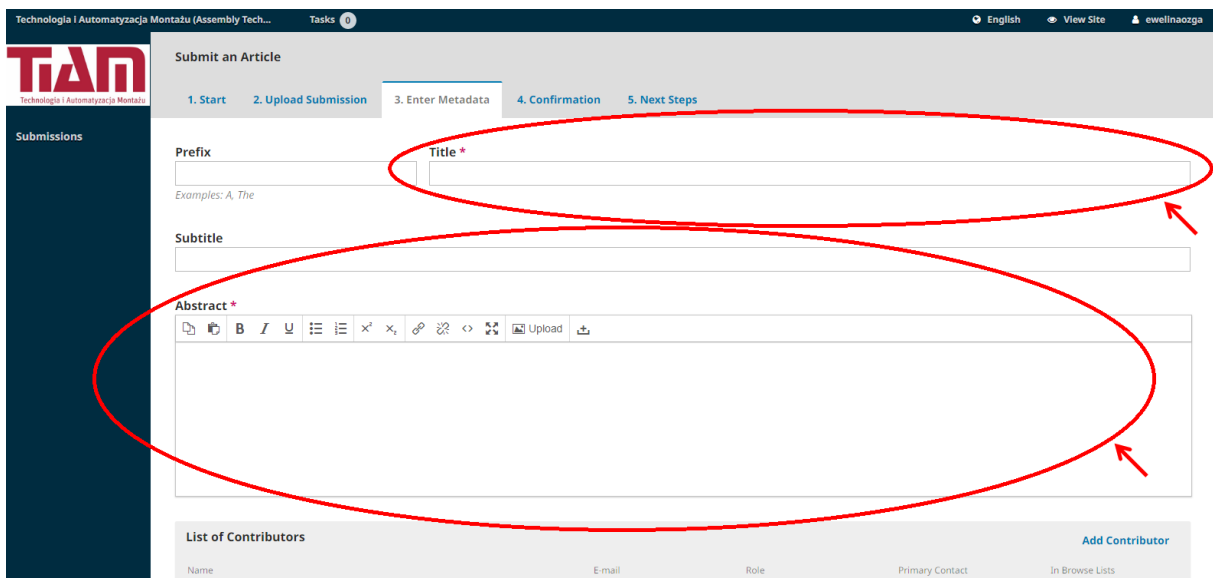 Technologia i Automatyzacja Montażu (Assembly Tech... Tasks 0 English View Site ewelinaozga
TiAM
Technologia i Automatyzacja Montażu
Submissions
Submit an Article
1. Start 2. Upload Submission 3. Enter Metadata 4. Confirmation 5. Next Steps
Prefix Title *
Examples: A, The
Subtitle
Abstract *
B I U x² x₂ <> Upload
List of Contributors Add Contributor
Name E-mail Role Primary Contact In Browse Lists